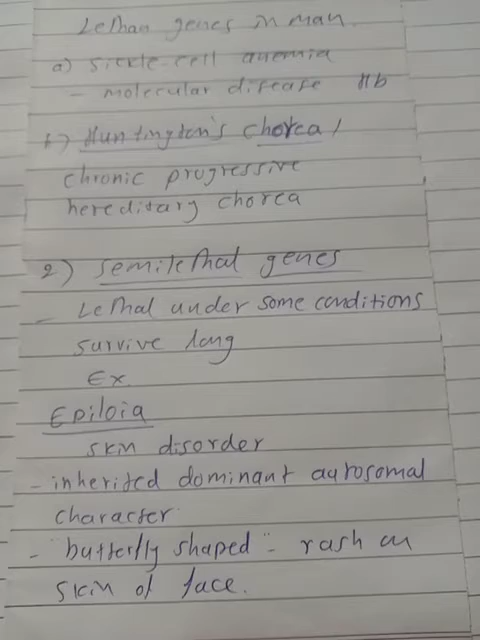 Lethan genes in man.
a) sickle-cell anemia
- molecular disease Hb
b) Huntington's chorea /
chronic progressive
hereditary chorea
2) semilethal genes
- Lethal under some conditions
survive long
Ex
Epiloia
skin disorder
- inherited dominant autosomal
character.
- "butterfly shaped" - rash on
skin of face.